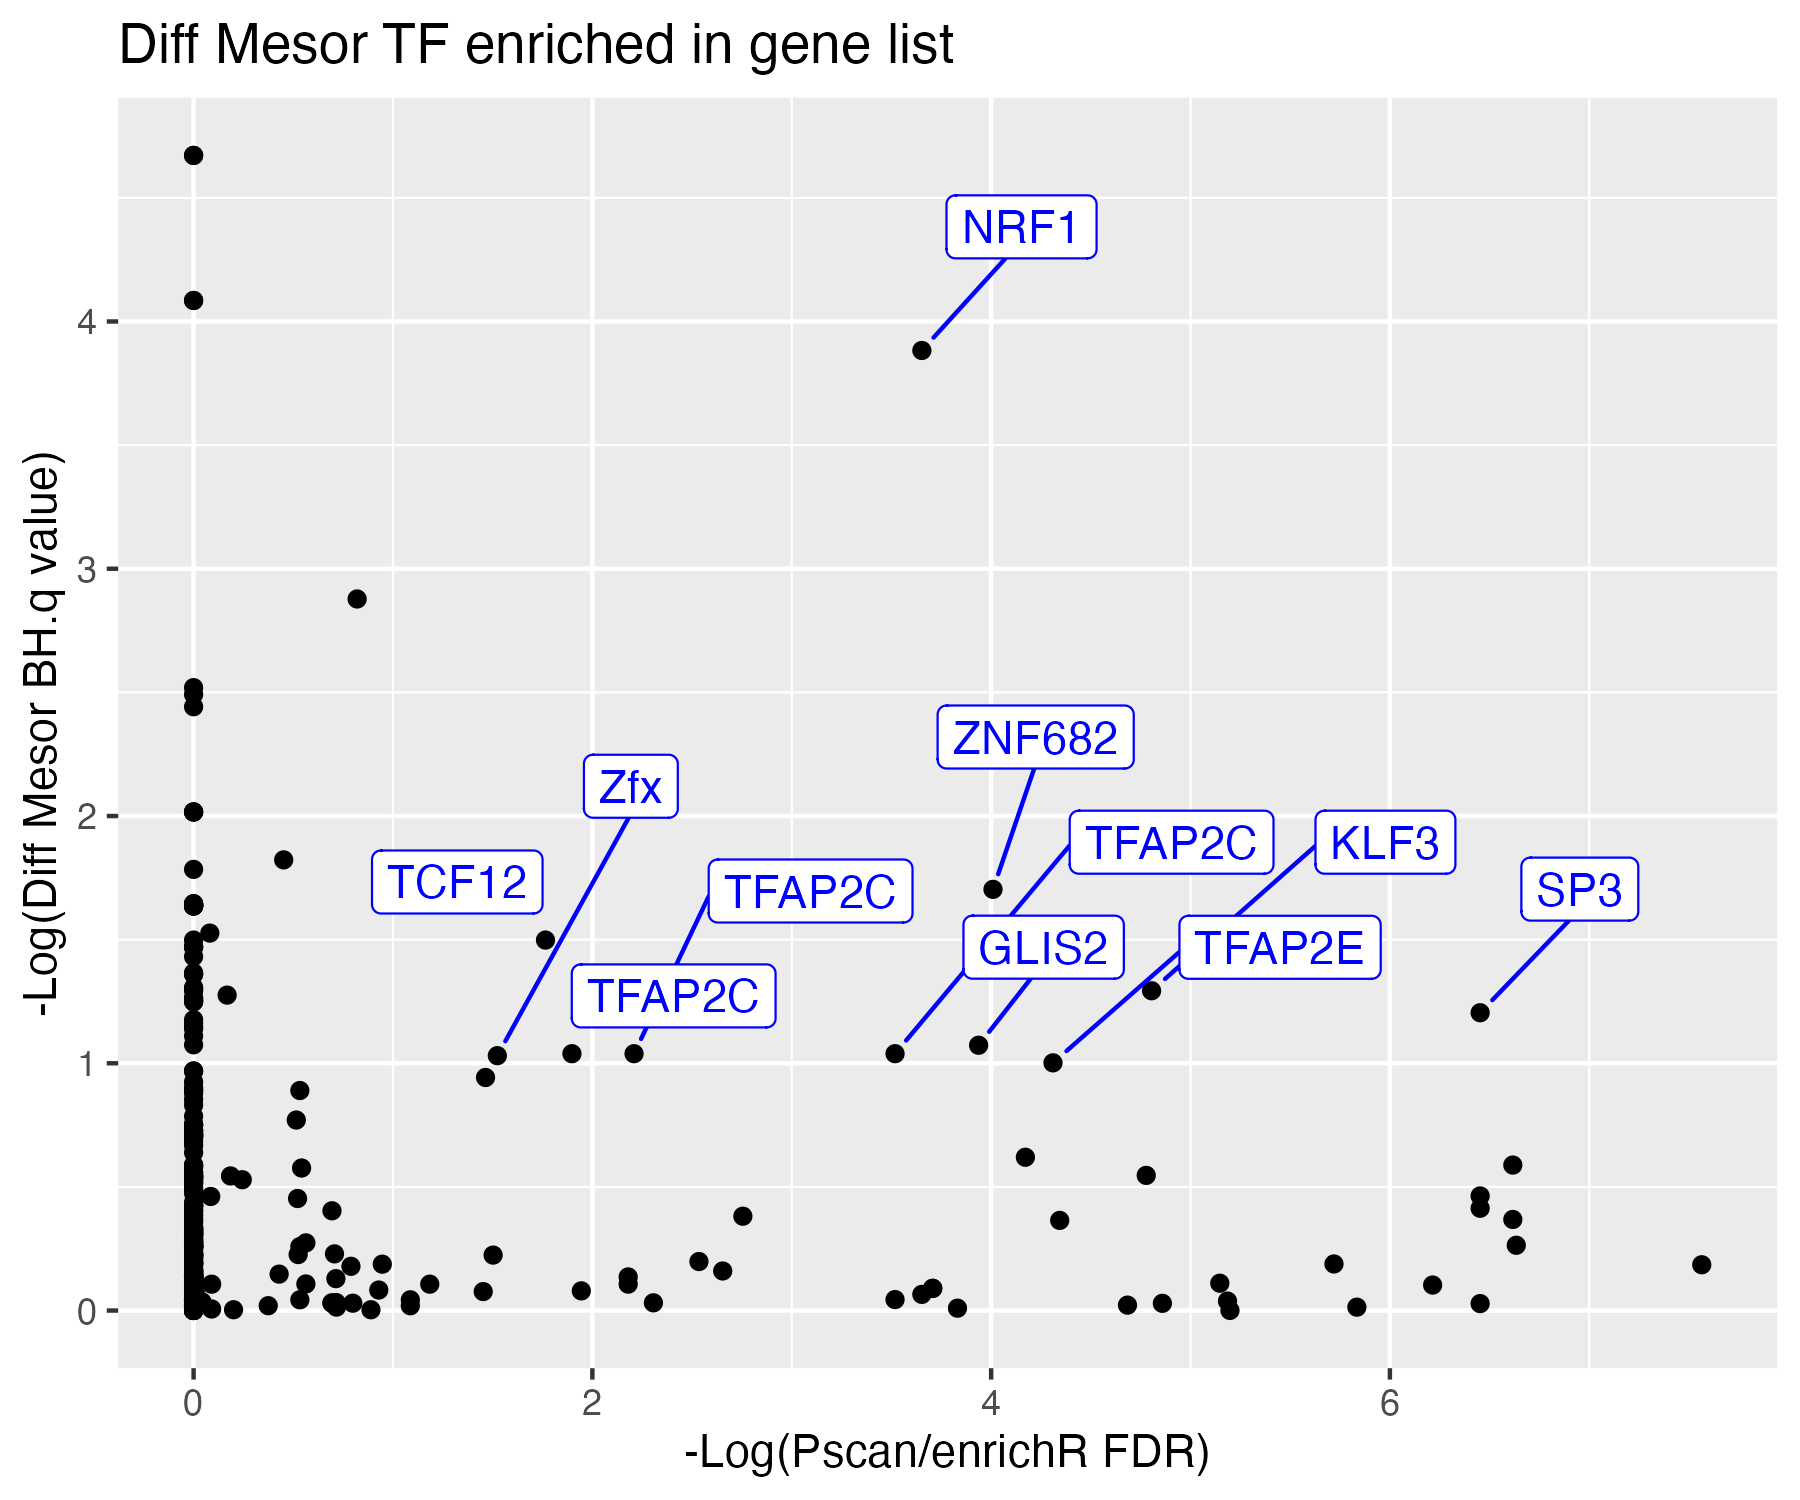 Diff Mesor TF enriched in gene list
-Log(Diff Mesor BH.q value)
4
3
2
1
0
NRF1
ZNF682
Zfx
TFAP2C
KLF3
TCF12
TFAP2C
SP3
GLIS2
TFAP2E
TFAP2C
0
2
4
6
-Log(Pscan/enrichR FDR)